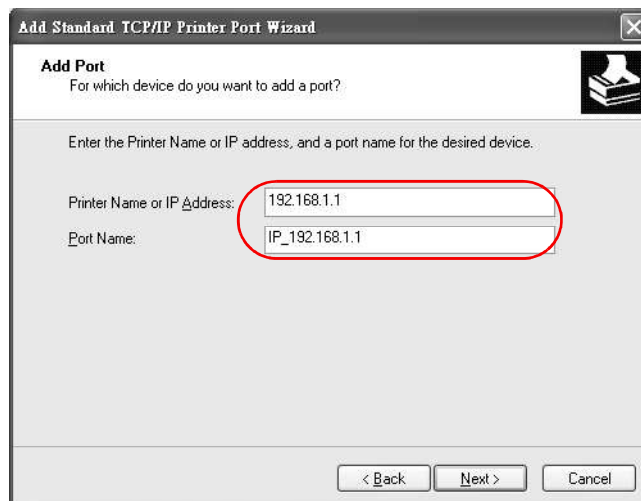 Add Standard TCP/IP Printer Port Wizard
Add Port
For which device do you want to add a port?
Enter the Printer Name or IP address, and a port name for the desired device.
Printer Name or IP Address: 192.168.1.1
Port Name: IP_192.168.1.1
< Back Next > Cancel